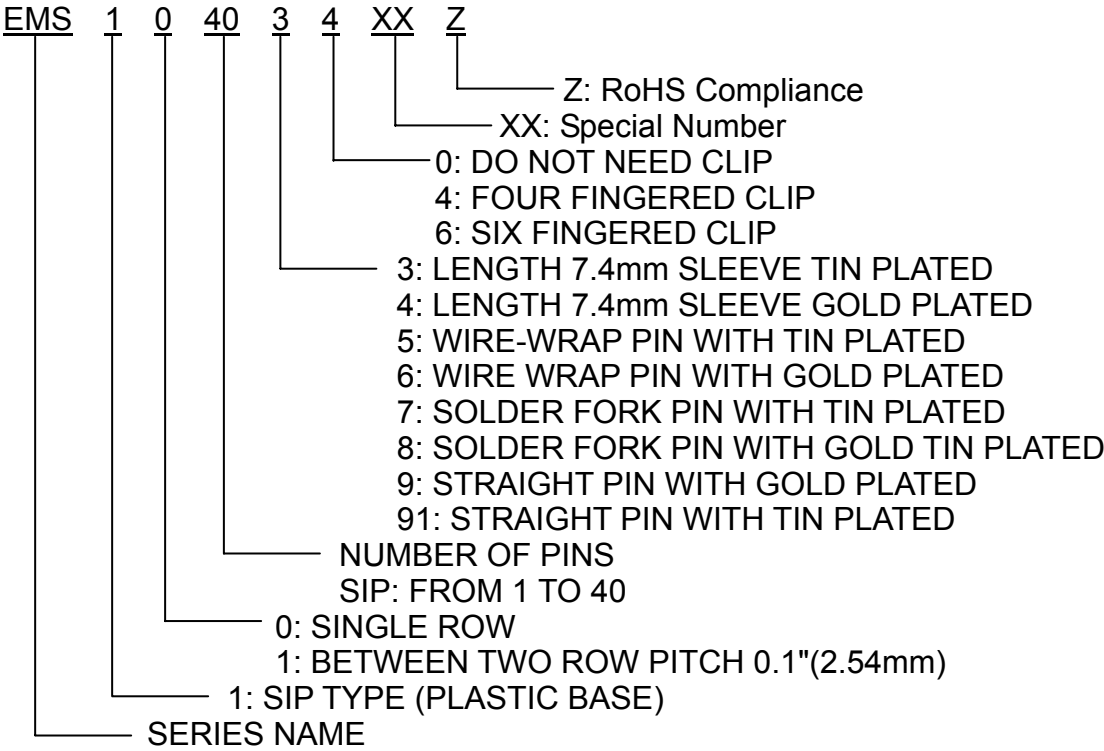 EMS 1 0 40 3 4 XX Z
Z: RoHS Compliance
XX: Special Number
0: DO NOT NEED CLIP
4: FOUR FINGERED CLIP
6: SIX FINGERED CLIP
3: LENGTH 7.4mm SLEEVE TIN PLATED
4: LENGTH 7.4mm SLEEVE GOLD PLATED
5: WIRE-WRAP PIN WITH TIN PLATED
6: WIRE WRAP PIN WITH GOLD PLATED
7: SOLDER FORK PIN WITH TIN PLATED
8: SOLDER FORK PIN WITH GOLD TIN PLATED
9: STRAIGHT PIN WITH GOLD PLATED
91: STRAIGHT PIN WITH TIN PLATED
NUMBER OF PINS
SIP: FROM 1 TO 40
0: SINGLE ROW
1: BETWEEN TWO ROW PITCH 0.1"(2.54mm)
1: SIP TYPE (PLASTIC BASE)
SERIES NAME